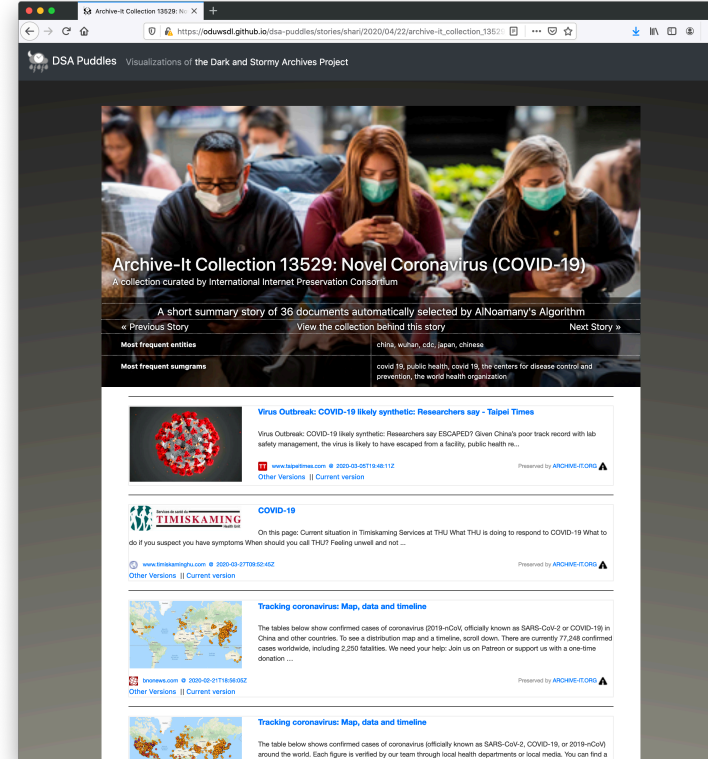 Archive-It Collection 13529: No
https://oduwsdl.github.io/dsa-puddles/stories/shari/2020/04/22/archive-it_collection_13529
DSA Puddles Visualizations of the Dark and Stormy Archives Project
Archive-It Collection 13529: Novel Coronavirus (COVID-19)
A collection curated by International Internet Preservation Consortium
A short summary story of 36 documents automatically selected by AlNoamany's Algorithm
« Previous Story View the collection behind this story Next Story »
Most frequent entities china, wuhan, cdc, japan, chinese
Most frequent sumgrams covid 19, public health, covid 19, the centers for disease control and
prevention, the world health organization
Virus Outbreak: COVID-19 likely synthetic: Researchers say - Taipei Times
Virus Outbreak: COVID-19 likely synthetic: Researchers say ESCAPED? Given China's poor track record with lab
safety management, the virus is likely to have escaped from a facility, public health re...
TT www.taipeitimes.com @ 2020-03-05T19:48:11Z Preserved by ARCHIVE-IT.ORG
Other Versions || Current version
Services de santé du
TIMISKAMING
Health Unit
COVID-19
On this page: Current situation in Timiskaming Services at THU What THU is doing to respond to COVID-19 What to
do if you suspect you have symptoms When should you call THU? Feeling unwell and not ...
www.timiskaminghu.com @ 2020-03-27T09:52:45Z Preserved by ARCHIVE-IT.ORG
Other Versions || Current version
Tracking coronavirus: Map, data and timeline
The tables below show confirmed cases of coronavirus (2019-nCoV, officially known as SARS-CoV-2 or COVID-19) in
China and other countries. To see a distribution map and a timeline, scroll down. There are currently 77,248 confirmed
cases worldwide, including 2,250 fatalities. We need your help: Join us on Patreon or support us with a one-time
donation ...
bnonews.com @ 2020-02-21T18:56:05Z Preserved by ARCHIVE-IT.ORG
Other Versions || Current version
Tracking coronavirus: Map, data and timeline
The table below shows confirmed cases of coronavirus (officially known as SARS-CoV-2, COVID-19, or 2019-nCoV)
around the world. Each figure is verified by our team through local health departments or local media. You can find a